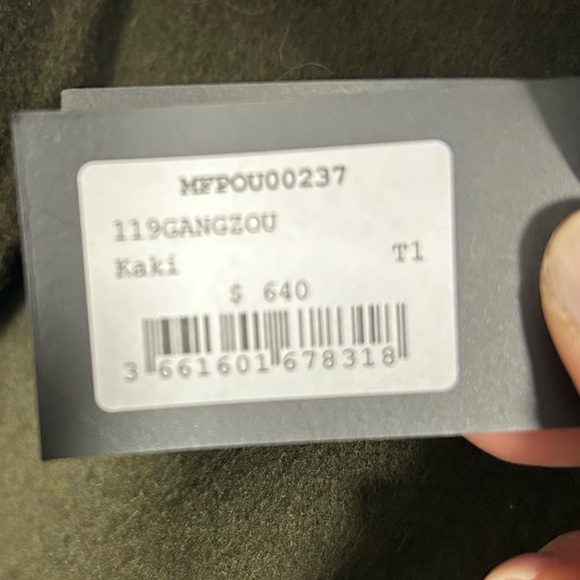 MFPOU00237
119GANGZOU
Kaki T1
$ 640
3 661601 678318